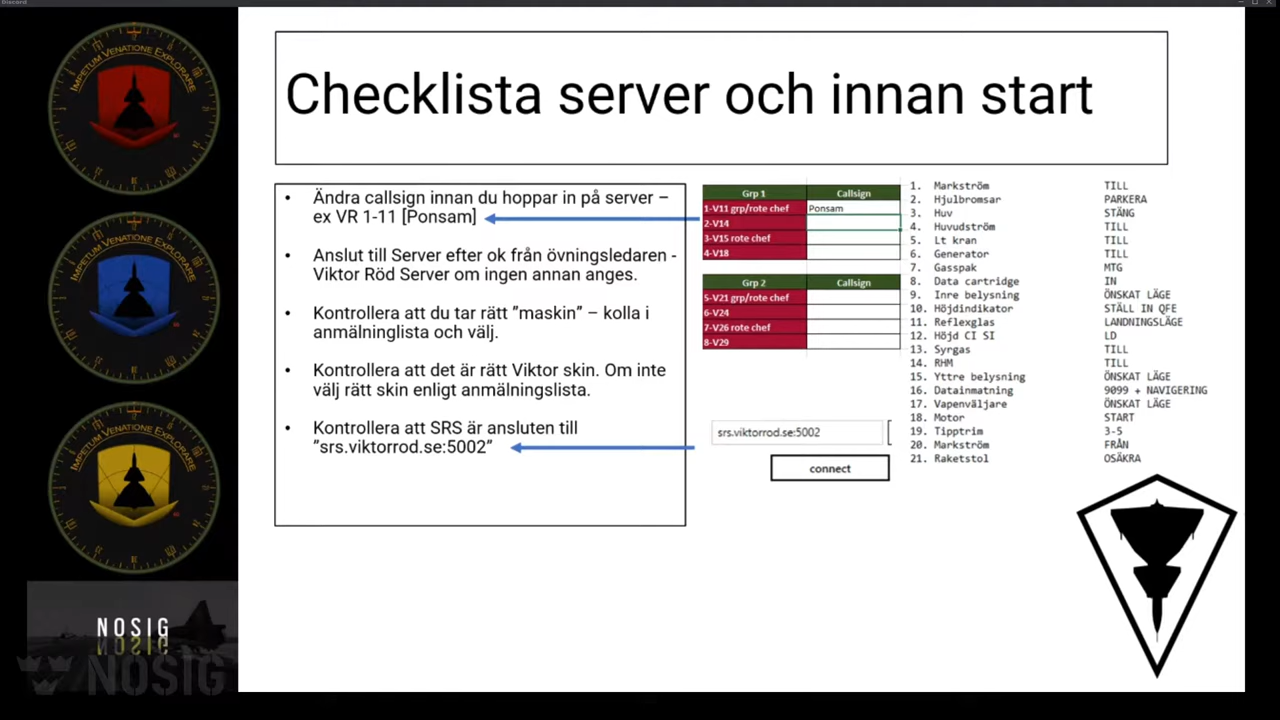 Discord
IMPETUM VENATIONE EXPLORARE
IMPETUM VENATIONE EXPLORARE
IMPETUM VENATIONE EXPLORARE
NOSIG
NOSIG
Checklista server och innan start
• Ändra callsign innan du hoppar in på server –
ex VR 1-11 [Ponsam]
• Anslut till Server efter ok från övningsledaren -
Viktor Röd Server om ingen annan anges.
• Kontrollera att du tar rätt ”maskin” – kolla i
anmälninglista och välj.
• Kontrollera att det är rätt Viktor skin. Om inte
välj rätt skin enligt anmälningslista.
• Kontrollera att SRS är ansluten till
”srs.viktorrod.se:5002”
Grp 1 Callsign
1-V11 grp/rote chef Ponsam
2-V14
3-V15 rote chef
4-V18
Grp 2 Callsign
5-V21 grp/rote chef
6-V24
7-V26 rote chef
8-V29
srs.viktorrod.se:5002
connect
1. Markström TILL
2. Hjulbromsar PARKERA
3. Huv STÄNG
4. Huvudström TILL
5. Lt kran TILL
6. Generator TILL
7. Gasspak MTG
8. Data cartridge IN
9. Inre belysning ÖNSKAT LÄGE
10. Höjdindikator STÄLL IN QFE
11. Reflexglas LANDNINGSLÄGE
12. Höjd CI SI LD
13. Syrgas TILL
14. RHM TILL
15. Yttre belysning ÖNSKAT LÄGE
16. Datainmatning 9099 + NAVIGERING
17. Vapenväljare ÖNSKAT LÄGE
18. Motor START
19. Tipptrim 3-5
20. Markström FRÅN
21. Raketstol OSÄKRA